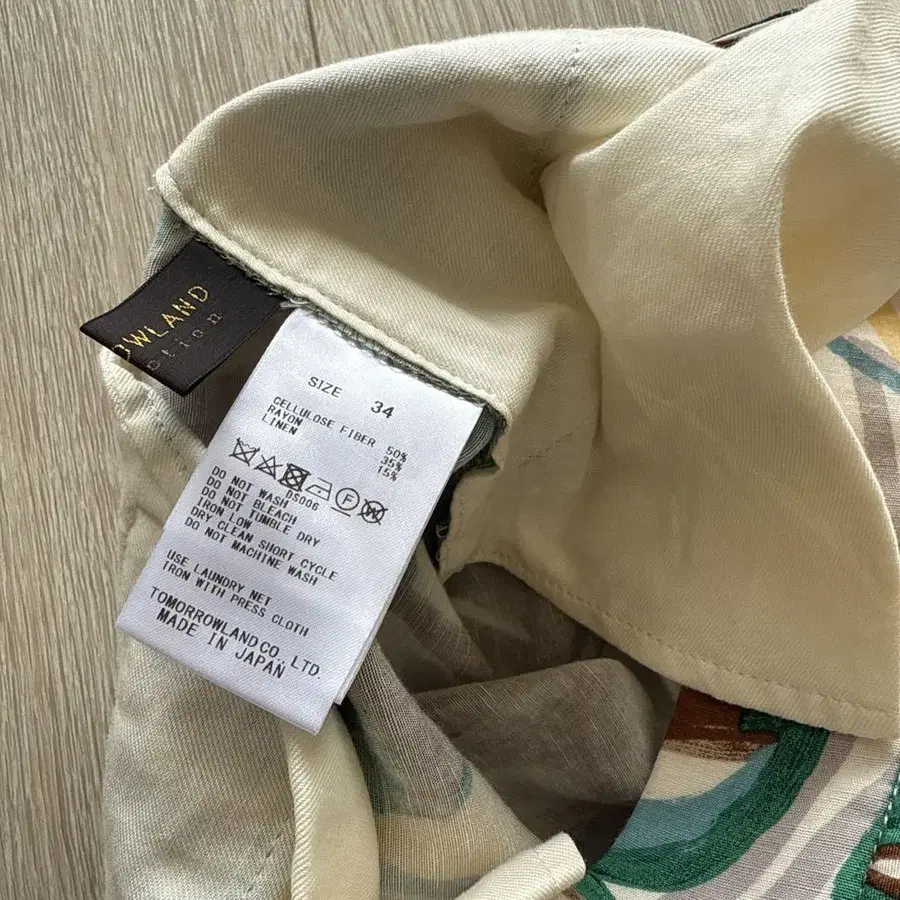 OWLAND
ction
SIZE 34
CELLULOSE FIBER 50%
RAYON 35%
LINEN 15%
DS006
F
DO NOT WASH
DO NOT BLEACH
DO NOT TUMBLE DRY
IRON LOW
DRY CLEAN SHORT CYCLE
DO NOT MACHINE WASH
USE LAUNDRY NET
IRON WITH PRESS CLOTH
TOMORROWLAND CO., LTD.
MADE IN JAPAN